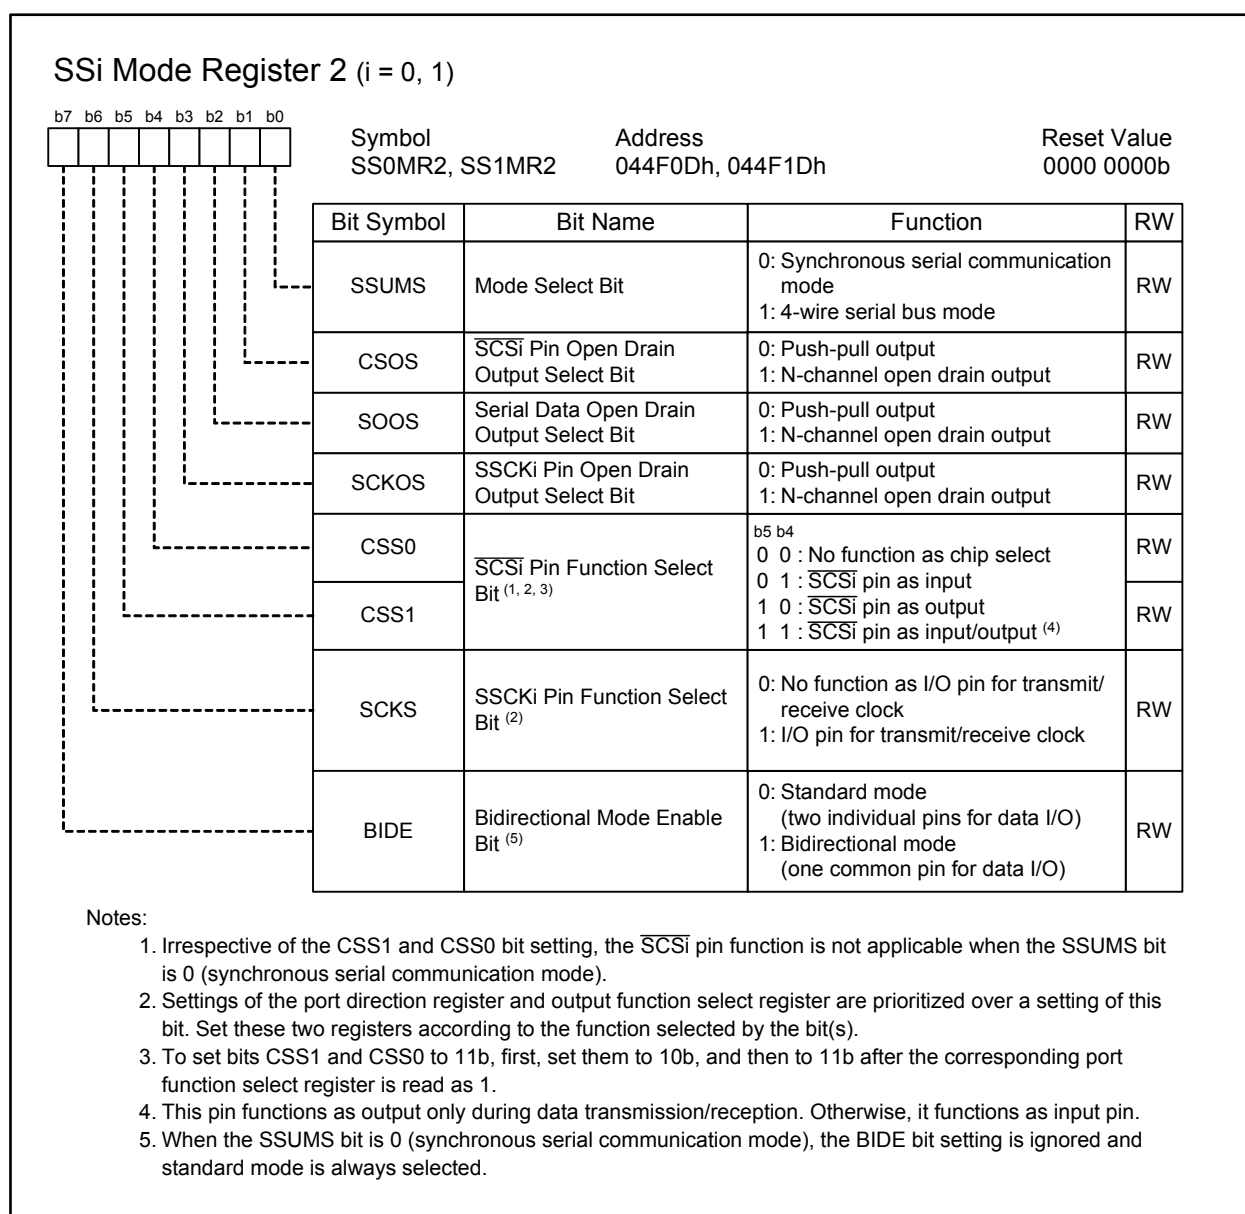 SSi Mode Register 2 (i = 0, 1)
b7 b6 b5 b4 b3 b2 b1 b0
Symbol Address Reset Value
SS0MR2, SS1MR2 044F0Dh, 044F1Dh 0000 0000b
Bit Symbol Bit Name Function RW
SSUMS Mode Select Bit 0: Synchronous serial communication
mode
1: 4-wire serial bus mode RW
CSOS S̅C̅S̅i̅ Pin Open Drain
Output Select Bit 0: Push-pull output
1: N-channel open drain output RW
SOOS Serial Data Open Drain
Output Select Bit 0: Push-pull output
1: N-channel open drain output RW
SCKOS SSCKi Pin Open Drain
Output Select Bit 0: Push-pull output
1: N-channel open drain output RW
CSS0 RW
CSS1 RW
S̅C̅S̅i̅ Pin Function Select
Bit (1, 2, 3)
b5 b4
0 0 : No function as chip select
0 1 : S̅C̅S̅i̅ pin as input
1 0 : S̅C̅S̅i̅ pin as output
1 1 : S̅C̅S̅i̅ pin as input/output (4)
SCKS SSCKi Pin Function Select
Bit (2) 0: No function as I/O pin for transmit/
receive clock
1: I/O pin for transmit/receive clock RW
BIDE Bidirectional Mode Enable
Bit (5) 0: Standard mode
(two individual pins for data I/O)
1: Bidirectional mode
(one common pin for data I/O) RW
Notes:
1. Irrespective of the CSS1 and CSS0 bit setting, the S̅C̅S̅i̅ pin function is not applicable when the SSUMS bit
is 0 (synchronous serial communication mode).
2. Settings of the port direction register and output function select register are prioritized over a setting of this
bit. Set these two registers according to the function selected by the bit(s).
3. To set bits CSS1 and CSS0 to 11b, first, set them to 10b, and then to 11b after the corresponding port
function select register is read as 1.
4. This pin functions as output only during data transmission/reception. Otherwise, it functions as input pin.
5. When the SSUMS bit is 0 (synchronous serial communication mode), the BIDE bit setting is ignored and
standard mode is always selected.